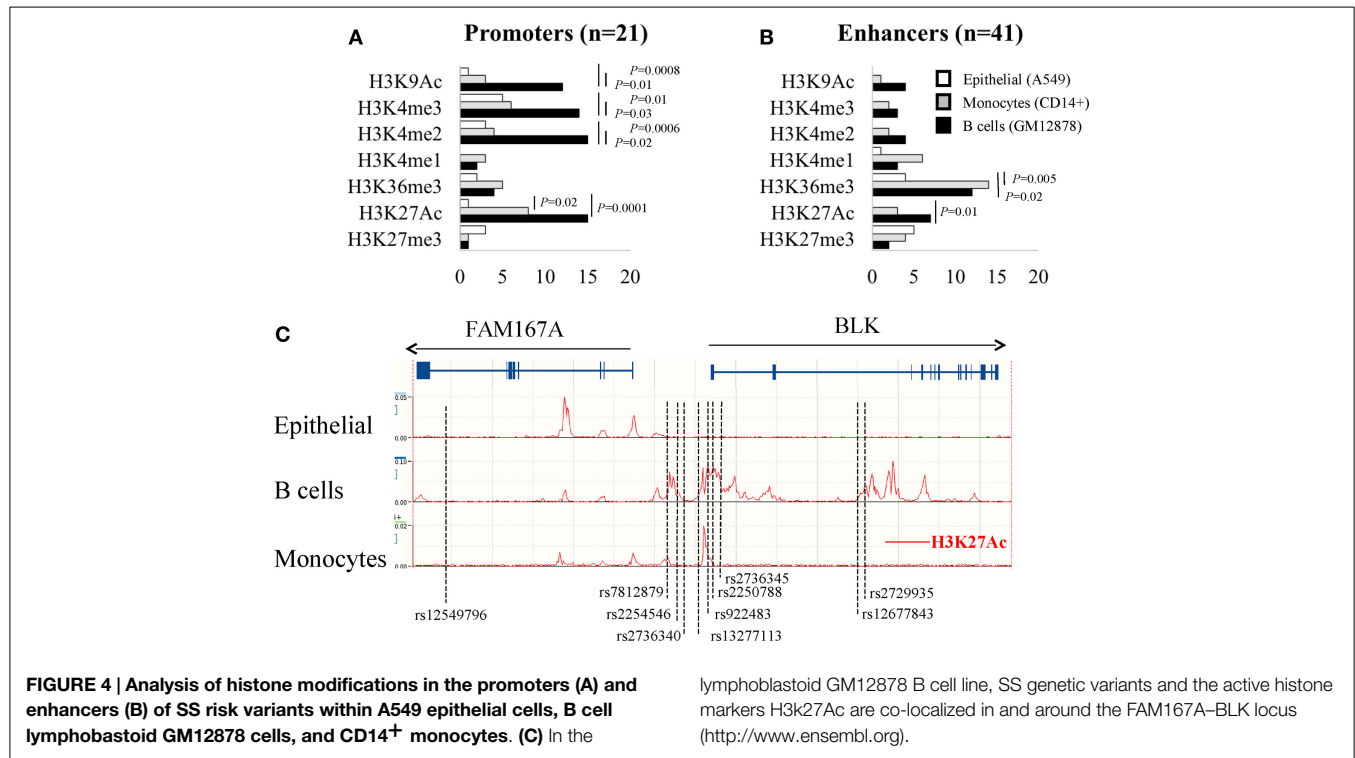 A Promoters (n=21)
H3K9Ac
H3K4me3
H3K4me2
H3K4me1
H3K36me3
H3K27Ac
H3K27me3
P=0.0008
P=0.01
P=0.01
P=0.03
P=0.0006
P=0.02
P=0.02
P=0.0001
0 5 10 15 20
B Enhancers (n=41)
H3K9Ac
H3K4me3
H3K4me2
H3K4me1
H3K36me3
H3K27Ac
H3K27me3
Epithelial (A549)
Monocytes (CD14+)
B cells (GM12878)
P=0.005
P=0.02
P=0.01
0 5 10 15 20
C
FAM167A BLK
Epithelial
0.05
0.00
B cells
0.10
0.00
Monocytes
0.02
0.00
H3K27Ac
rs2736345
rs7812879 rs2250788 rs2729935
rs12549796 rs2254546 rs922483 rs12677843
rs2736340 rs13277113
FIGURE 4 | Analysis of histone modifications in the promoters (A) and
enhancers (B) of SS risk variants within A549 epithelial cells, B cell
lymphobastoid GM12878 cells, and CD14+ monocytes. (C) In the
lymphoblastoid GM12878 B cell line, SS genetic variants and the active histone
markers H3k27Ac are co-localized in and around the FAM167A–BLK locus
(http://www.ensembl.org).